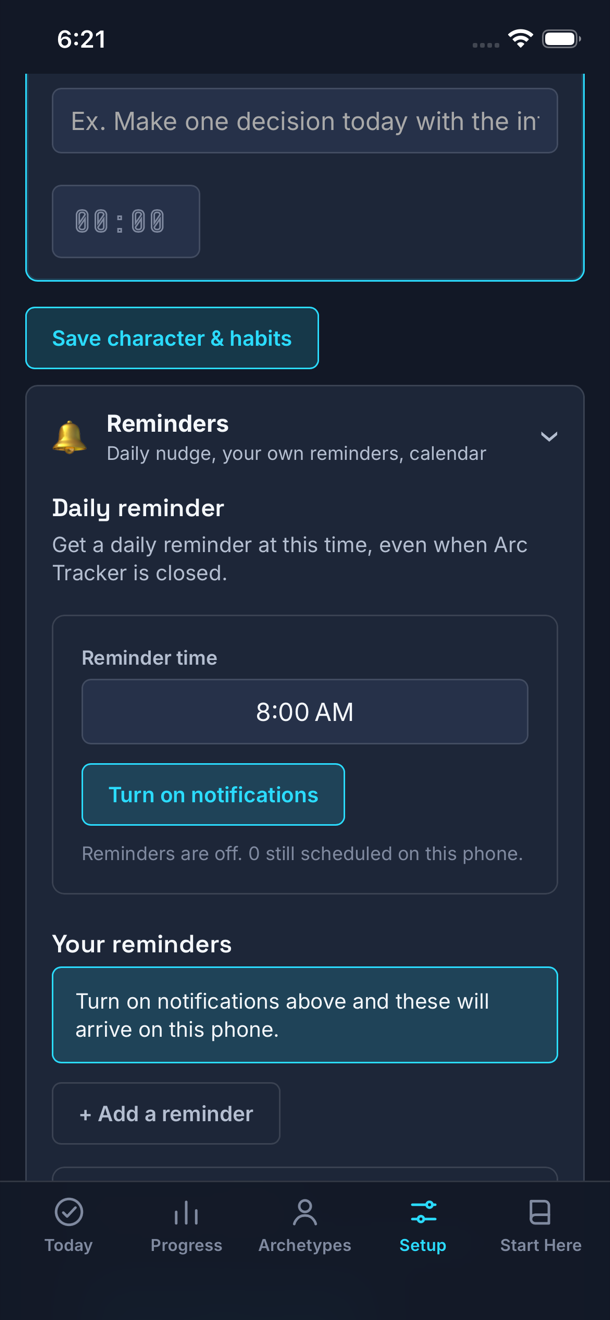 6:21
Ex. Make one decision today with the in
00:00
Save character & habits
Reminders
Daily nudge, your own reminders, calendar
Daily reminder
Get a daily reminder at this time, even when Arc
Tracker is closed.
Reminder time
8:00 AM
Turn on notifications
Reminders are off. 0 still scheduled on this phone.
Your reminders
Turn on notifications above and these will
arrive on this phone.
+ Add a reminder
Today
Progress
Archetypes
Setup
Start Here